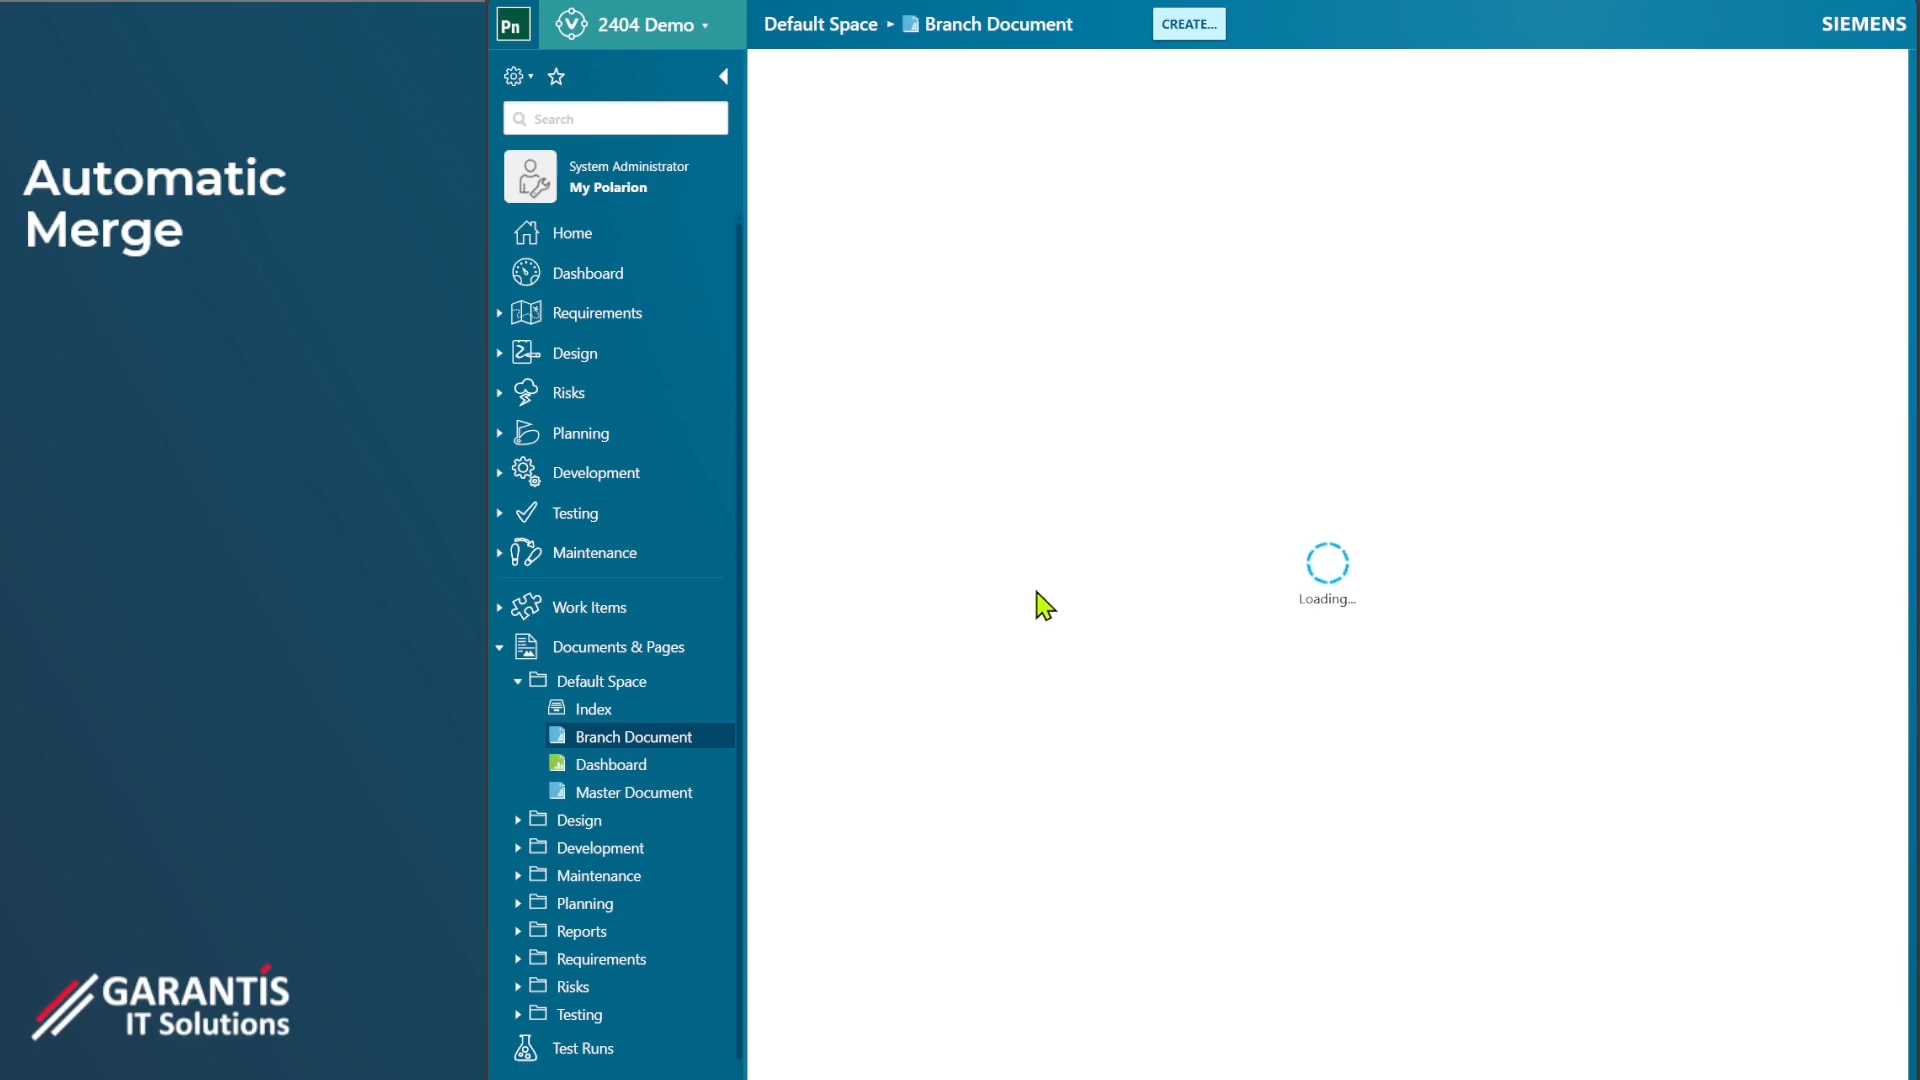 Automatic
Merge
GARANTİS
IT Solutions
Pn
2404 Demo
Default Space
Branch Document
CREATE...
SIEMENS
Search
System Administrator
My Polarion
Home
Dashboard
Requirements
Design
Risks
Planning
Development
Testing
Maintenance
Work Items
Documents & Pages
Default Space
Index
Branch Document
Dashboard
Master Document
Design
Development
Maintenance
Planning
Reports
Requirements
Risks
Testing
Test Runs
Loading...